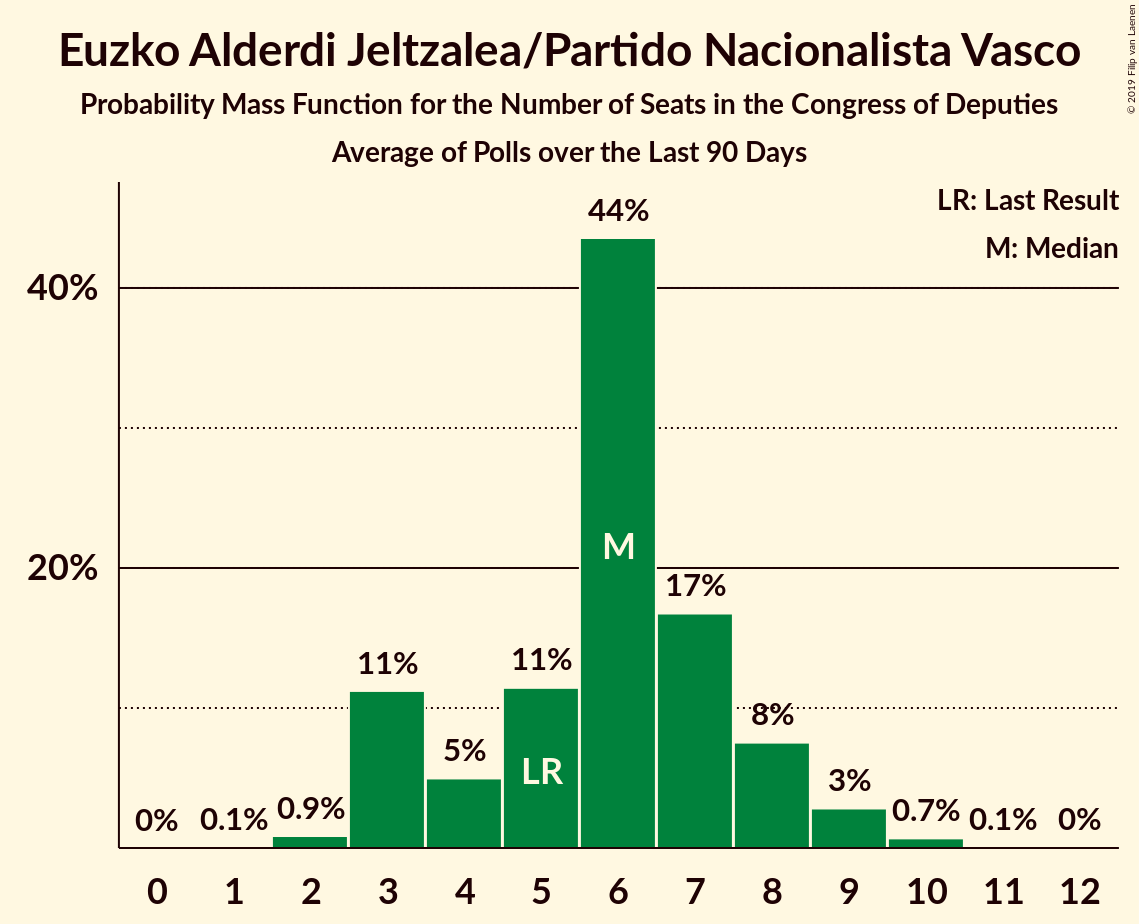 Euzko Alderdi Jeltzalea/Partido Nacionalista Vasco
Probability Mass Function for the Number of Seats in the Congress of Deputies
Average of Polls over the Last 90 Days
© 2019 Filip van Laenen
LR: Last Result
M: Median
40%
20%
0%
0.1%
0.9%
11%
5%
11%
44%
17%
8%
3%
0.7%
0.1%
0%
LR
M
0 1 2 3 4 5 6 7 8 9 10 11 12